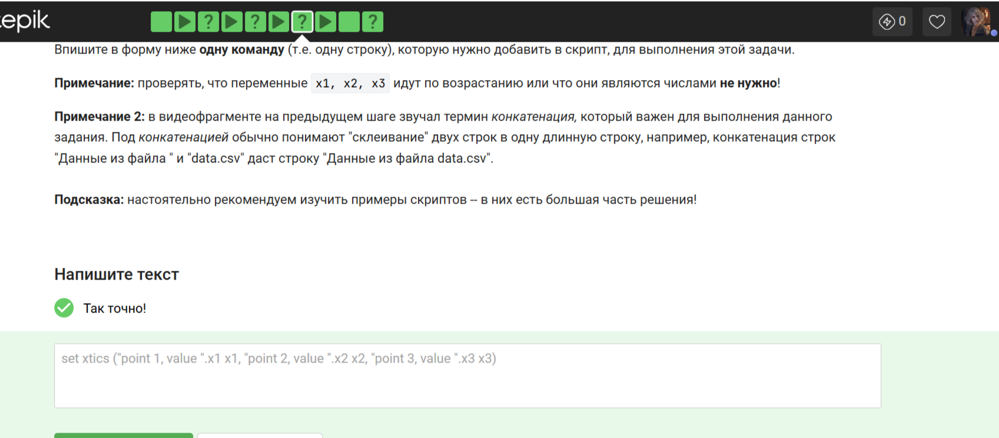 epik
? ? ? ?
0
Впишите в форму ниже одну команду (т.е. одну строку), которую нужно добавить в скрипт, для выполнения этой задачи.
Примечание: проверять, что переменные x1, x2, x3 идут по возрастанию или что они являются числами не нужно!
Примечание 2: в видеофрагменте на предыдущем шаге звучал термин конкатенация, который важен для выполнения данного
задания. Под конкатенацией обычно понимают "склеивание" двух строк в одну длинную строку, например, конкатенация строк
"Данные из файла " и "data.csv" даст строку "Данные из файла data.csv".
Подсказка: настоятельно рекомендуем изучить примеры скриптов -- в них есть большая часть решения!
Напишите текст
Так точно!
set xtics ("point 1, value ".x1 x1, "point 2, value ".x2 x2, "point 3, value ".x3 x3)